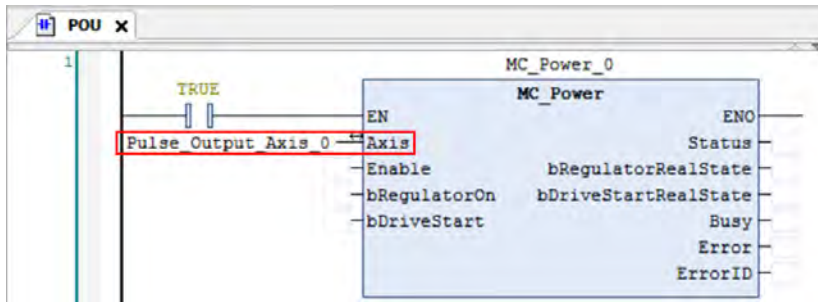 POU X
1
MC_Power_0
TRUE
MC_Power
EN ENO
Pulse_Output_Axis_0 Axis Status
Enable bRegulatorRealState
bRegulatorOn bDriveStartRealState
bDriveStart Busy
Error
ErrorID